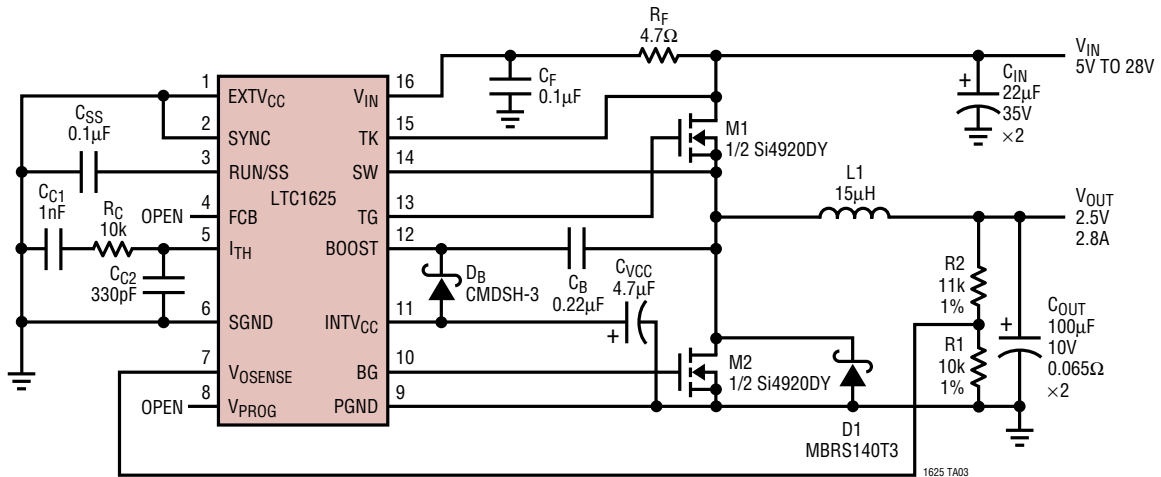 RF
4.7Ω
VIN
5V TO 28V
CF
0.1µF
+
CIN
22µF
35V
×2
1
EXTVCC
2
SYNC
3
RUN/SS
4
FCB
5
ITH
6
SGND
7
VOSENSE
8
VPROG
LTC1625
16
VIN
15
TK
14
SW
13
TG
12
BOOST
11
INTVCC
10
BG
9
PGND
CSS
0.1µF
OPEN
CC1
1nF
RC
10k
CC2
330pF
OPEN
M1
1/2 Si4920DY
L1
15µH
VOUT
2.5V
2.8A
DB
CMDSH-3
CB
0.22µF
CVCC
4.7µF
+
R2
11k
1%
R1
10k
1%
+
COUT
100µF
10V
0.065Ω
×2
M2
1/2 Si4920DY
D1
MBRS140T3
1625 TA03